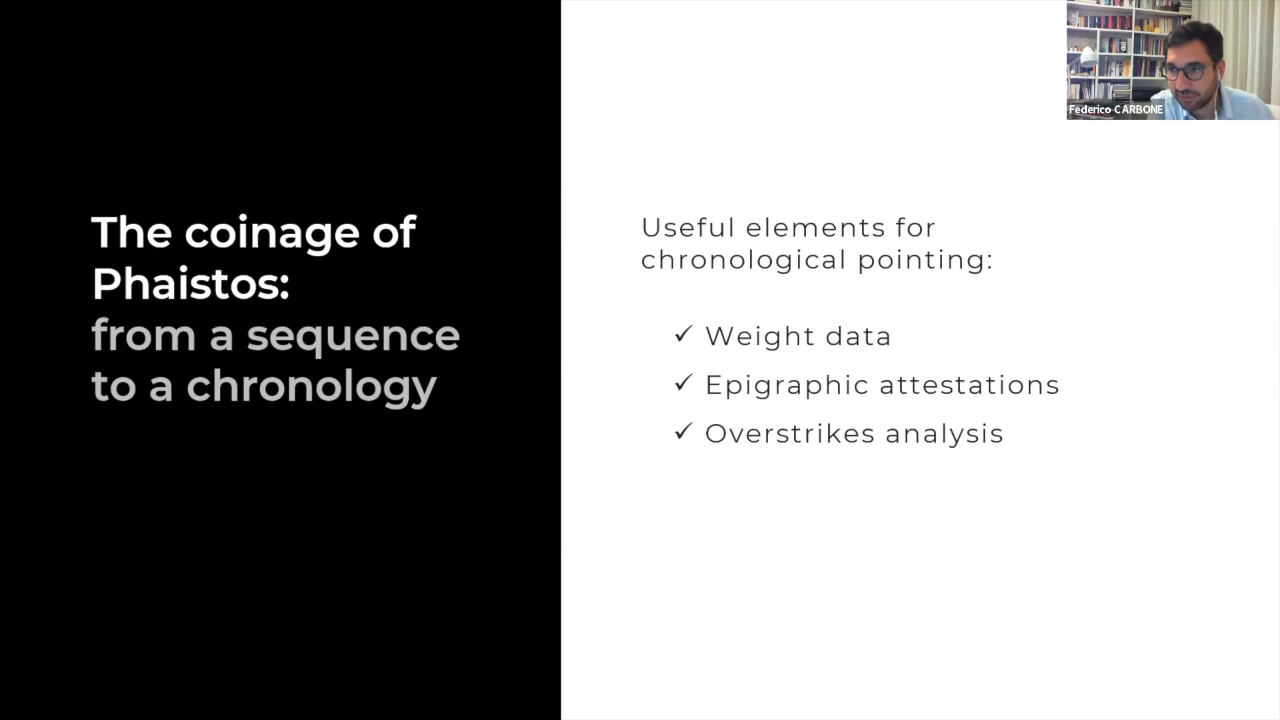 The coinage of
Phaistos:
from a sequence
to a chronology
Useful elements for
chronological pointing:
✓ Weight data
✓ Epigraphic attestations
✓ Overstrikes analysis
Federico CARBONE